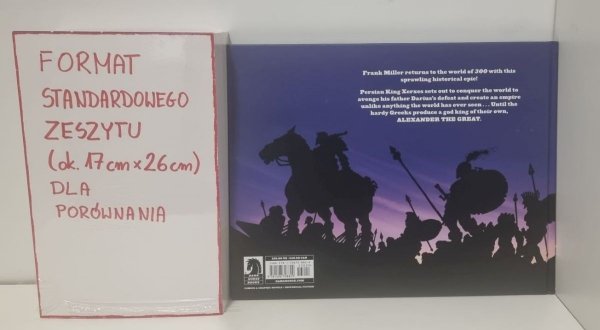 FORMAT
STANDARDOWEGO
ZESZYTU
(ok. 17cm × 26cm)
DLA
PORÓWNANIA
Frank Miller returns to the world of 300 with this
sprawling historical epic!
Persian King Xerxes sets out to conquer the world to
avenge his father Darius's defeat and create an empire
unlike anything the world has ever seen . . . Until the
hardy Greeks produce a god king of their own,
ALEXANDER THE GREAT.
DARK
HORSE
BOOKS